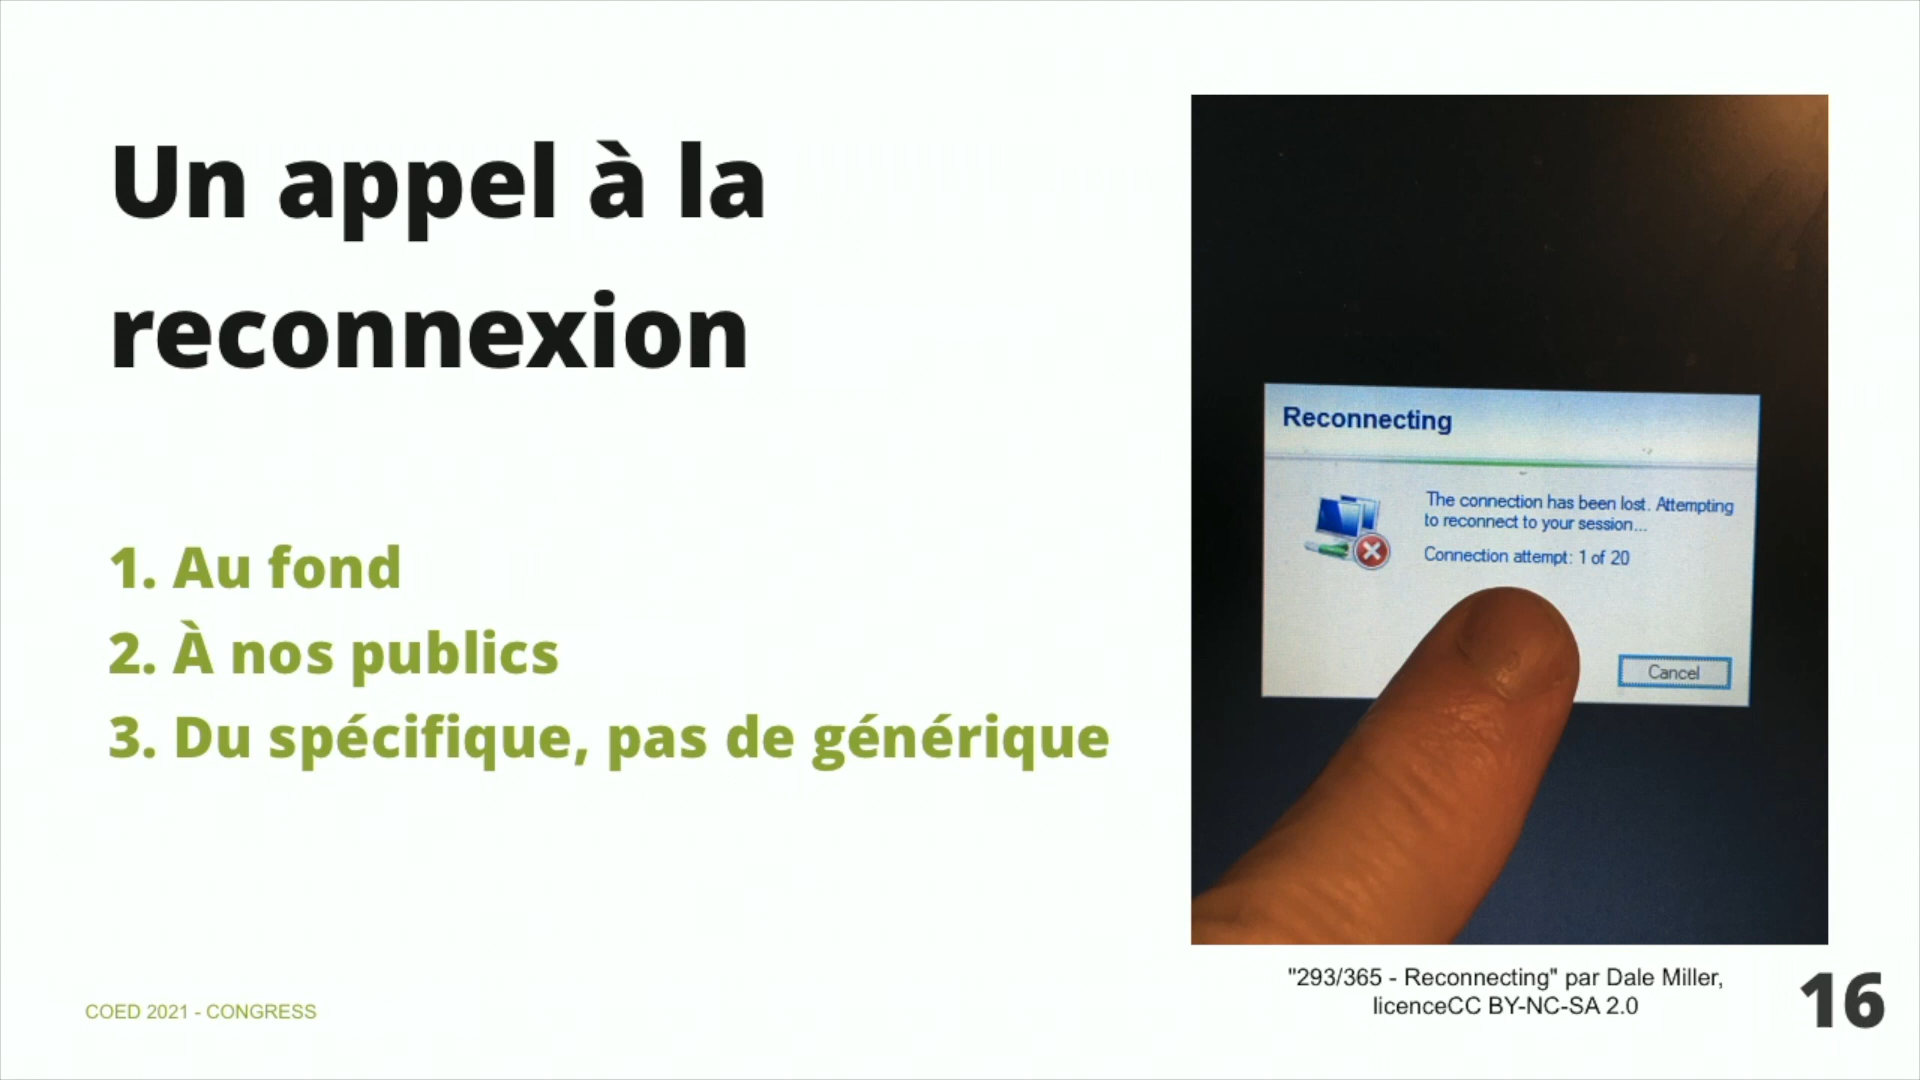 Un appel à la
reconnexion
1. Au fond
2. À nos publics
3. Du spécifique, pas de générique
Reconnecting
The connection has been lost. Attempting
to reconnect to your session...
Connection attempt: 1 of 20
Cancel
"293/365 - Reconnecting" par Dale Miller,
licenceCC BY-NC-SA 2.0
COED 2021 - CONGRESS
16